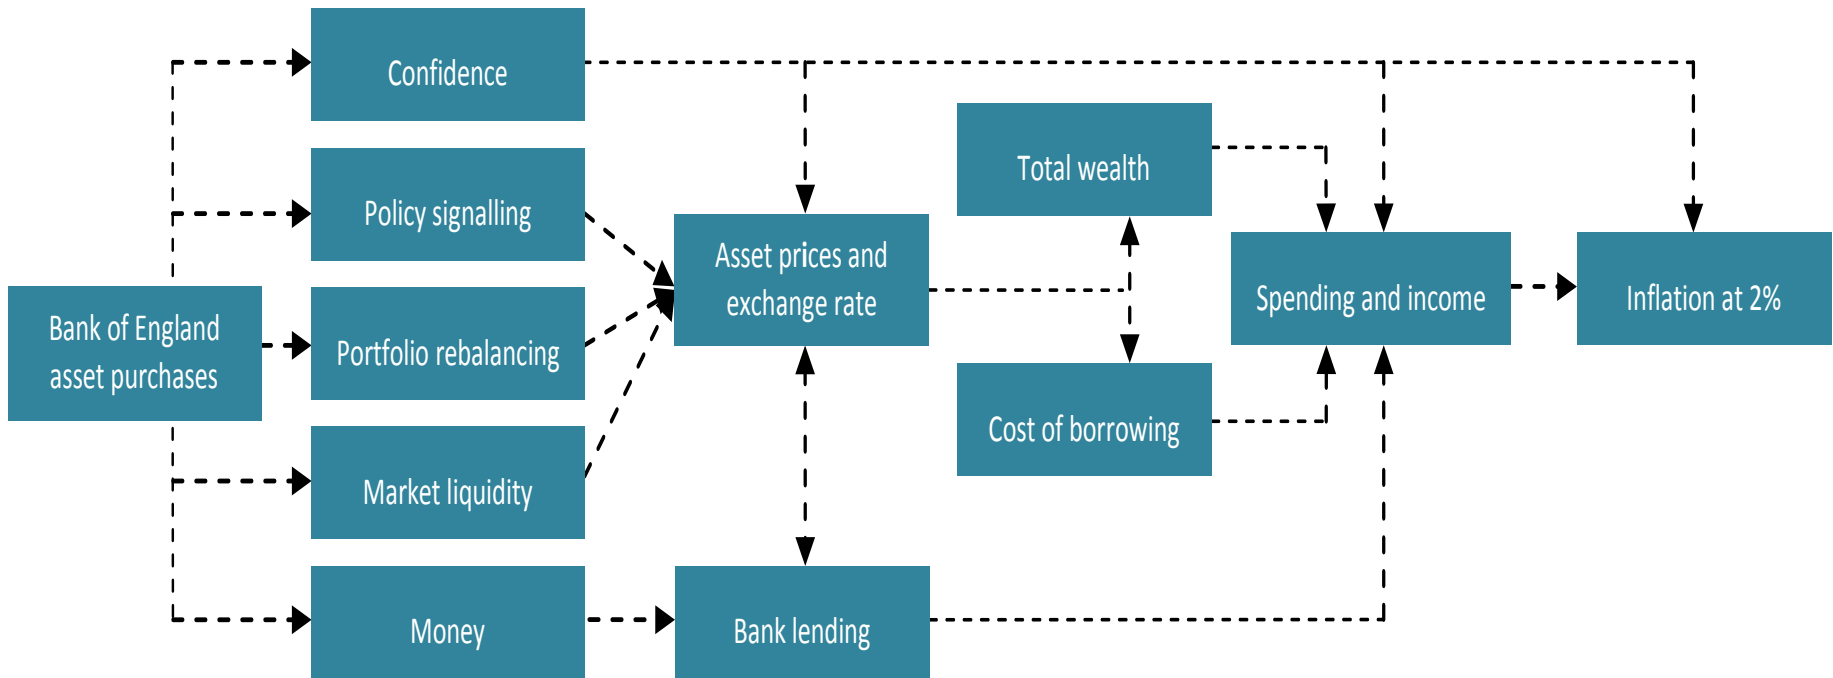 Confidence
Policy signalling
Portfolio rebalancing
Market liquidity
Money
Bank of England
asset purchases
Asset prices and
exchange rate
Bank lending
Total wealth
Cost of borrowing
Spending and income
Inflation at 2%